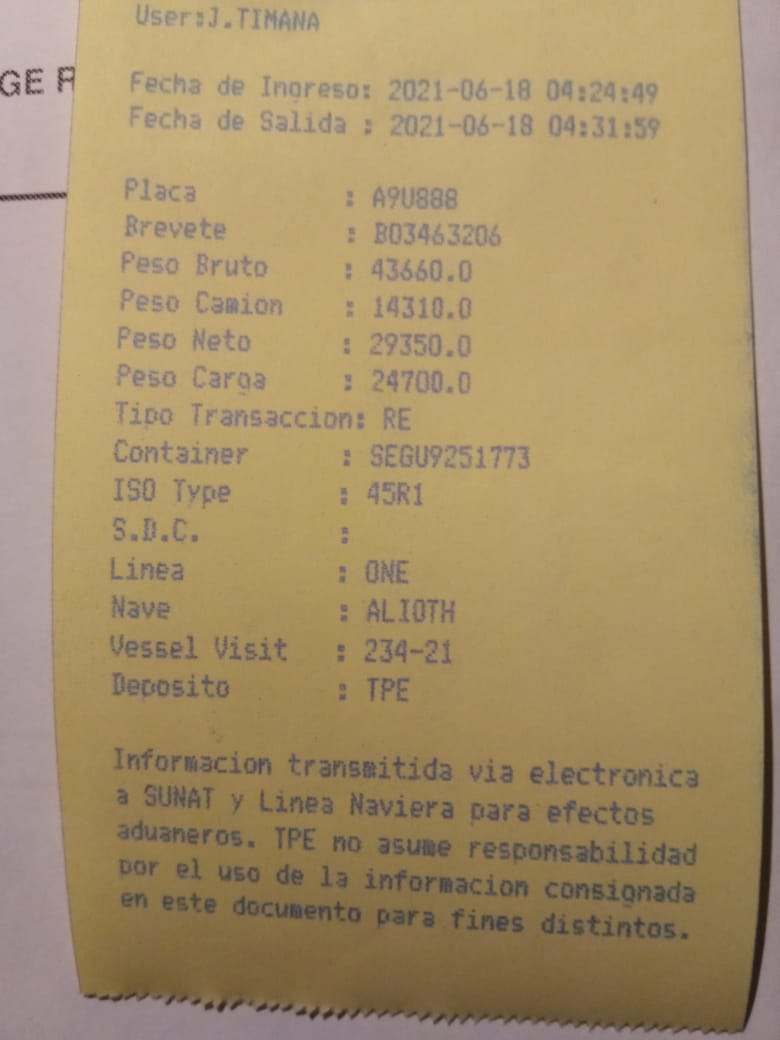 User:J.TIMANA
GE R
Fecha de Ingreso: 2021-06-18 04:24:49
Fecha de Salida : 2021-06-18 04:31:59
Placa : A9U888
Brevete : B03463206
Peso Bruto : 43660.0
Peso Camion : 14310.0
Peso Neto : 29350.0
Peso Carga : 24700.0
Tipo Transaccion: RE
Container : SEGU9251773
ISO Type : 45R1
S.D.C. :
Linea : ONE
Nave : ALIOTH
Vessel Visit : 234-21
Deposito : TPE
Informacion transmitida via electronica
a SUNAT y Linea Naviera para efectos
aduaneros. TPE no asume responsabilidad
por el uso de la informacion consignada
en este documento para fines distintos.